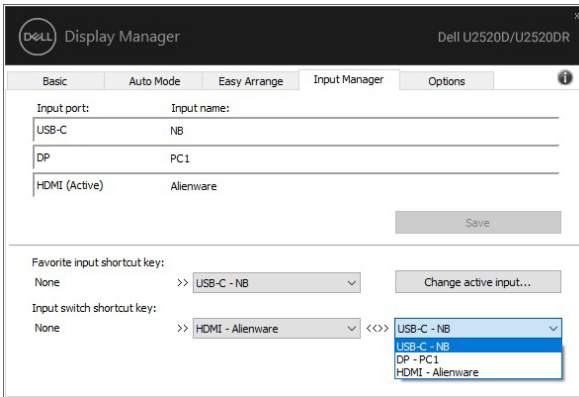 DELL Display Manager Dell U2520D/U2520DR
Basic Auto Mode Easy Arrange Input Manager Options
Input port: Input name:
USB-C NB
DP PC1
HDMI (Active) Alienware
Save
Favorite input shortcut key:
None >> USB-C - NB Change active input...
Input switch shortcut key:
None >> HDMI - Alienware <<>> USB-C - NB
USB-C - NB
DP - PC1
HDMI - Alienware